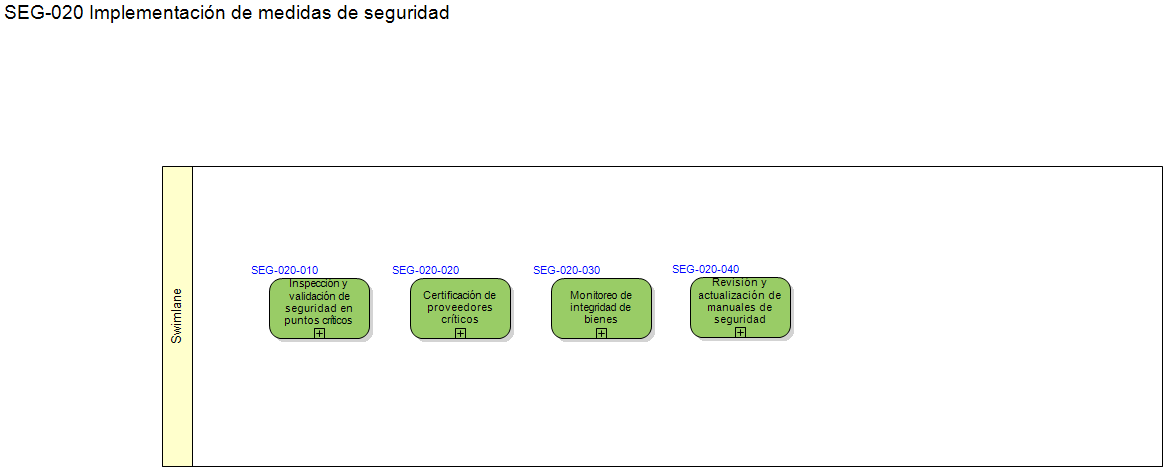 SEG-020 Implementación de medidas de seguridad
Swimlane
SEG-020-010
Inspección y
validación de
seguridad en
puntos críticos
SEG-020-020
Certificación de
proveedores
críticos
SEG-020-030
Monitoreo de
integridad de
bienes
SEG-020-040
Revisión y
actualización de
manuales de
seguridad